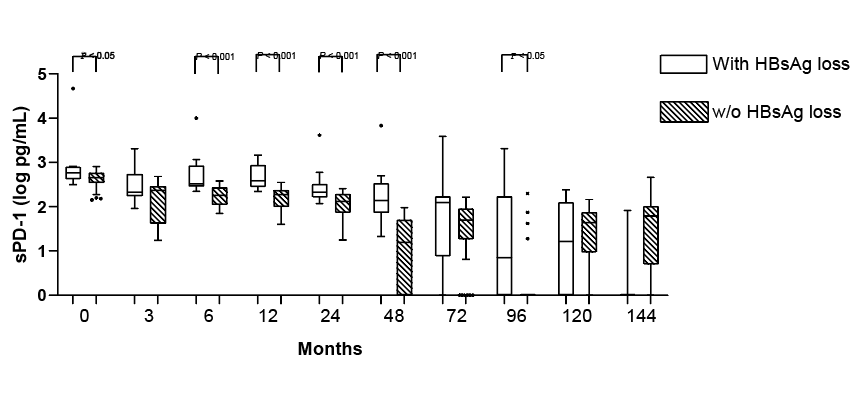 P < 0.05 P < 0.001 P < 0.001 P < 0.001 P < 0.001 P < 0.05
With HBsAg loss
w/o HBsAg loss
sPD-1 (log pg/mL)
5
4
3
2
1
0
0 3 6 12 24 48 72 96 120 144
Months